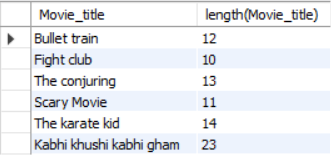 Movie_title length(Movie_title)
Bullet train 12
Fight club 10
The conjuring 13
Scary Movie 11
The karate kid 14
Kabhi khushi kabhi gham 23